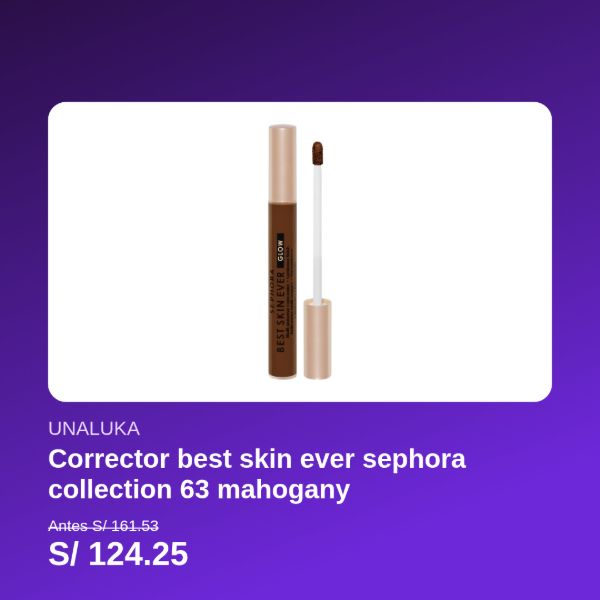 SEPHORA
BEST SKIN EVER GLOW
UNALUKA
Corrector best skin ever sephora
collection 63 mahogany
Antes S/ 161.53
S/ 124.25